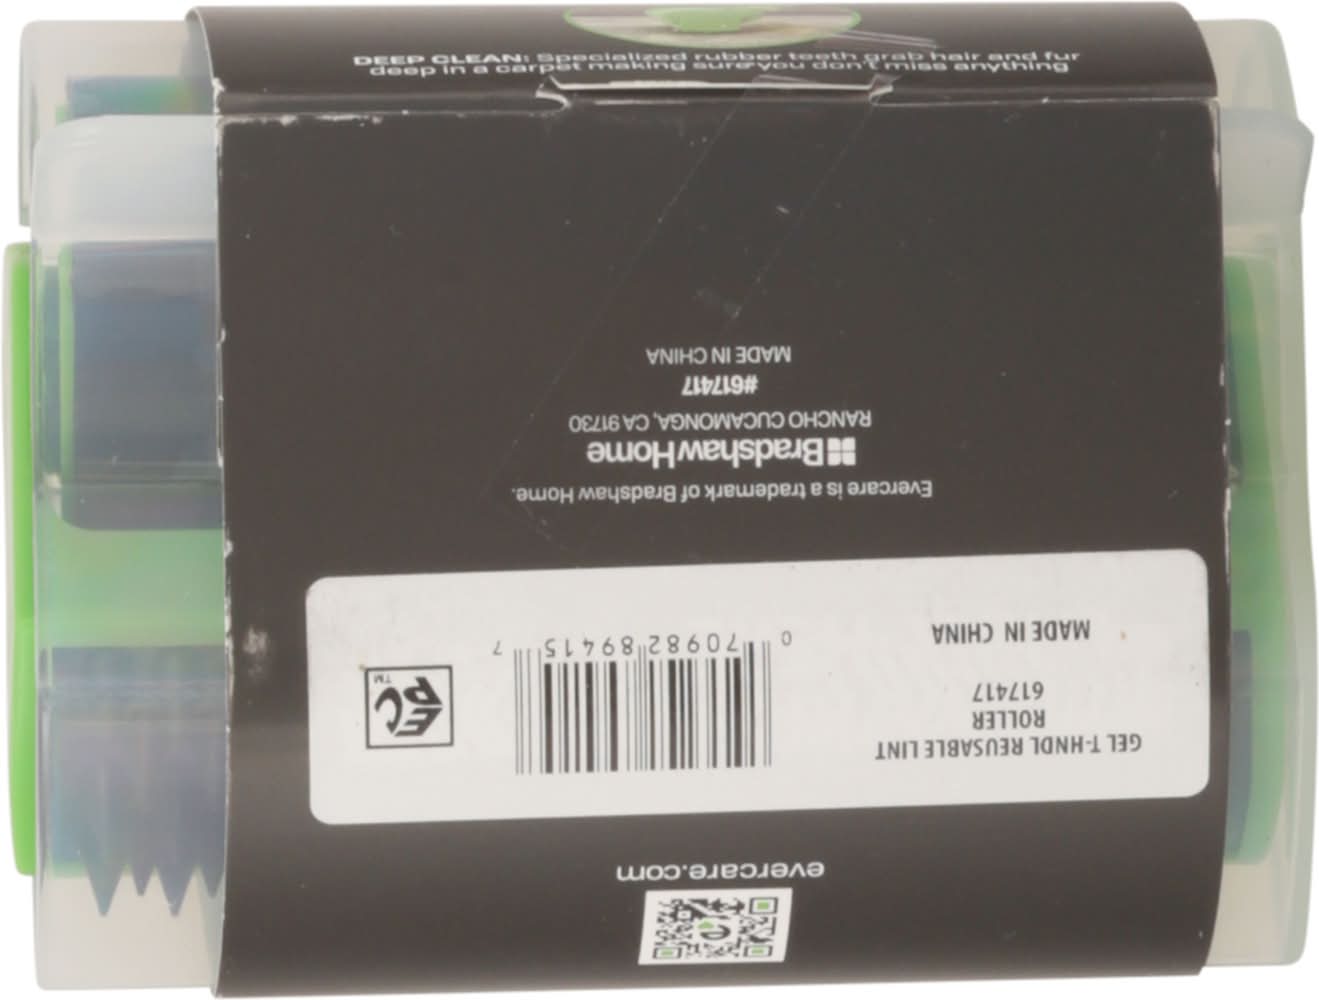 DEEP CLEAN: Specialized rubber teeth grab hair and fur
deep in a carpet making sure you don't miss anything
evercare.com
GEL T-HNDL REUSABLE LINT
ROLLER
617417
MADE IN CHINA
EPC™
0 70982 89415 7
Evercare is a trademark of Bradshaw Home.
Bradshaw Home
RANCHO CUCAMONGA, CA 91730
#617417
MADE IN CHINA